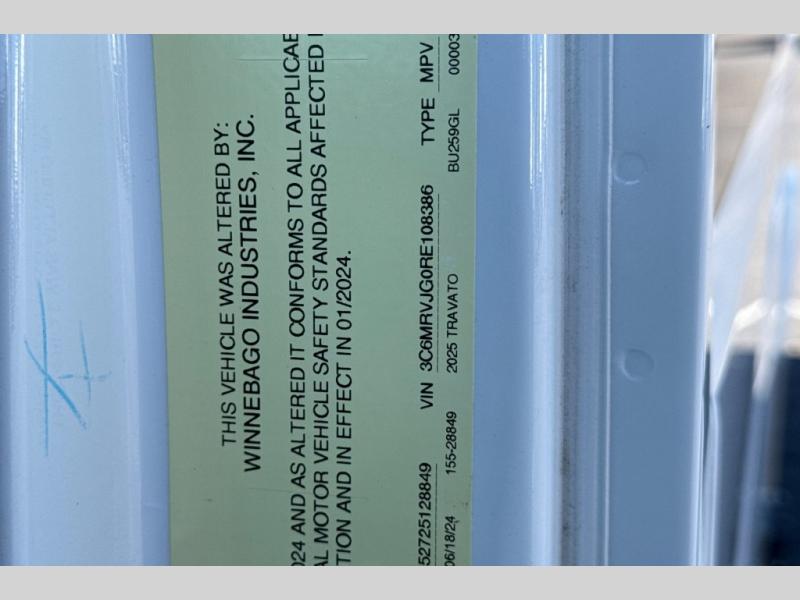 THIS VEHICLE WAS ALTERED BY:
WINNEBAGO INDUSTRIES, INC.
024 AND AS ALTERED IT CONFORMS TO ALL APPLICAB
AL MOTOR VEHICLE SAFETY STANDARDS AFFECTED
TION AND IN EFFECT IN 01/2024.
52725128849 VIN 3C6MRVJG0RE108386 TYPE MPV
06/18/24 155-28849 2025 TRAVATO BU259GL 00003